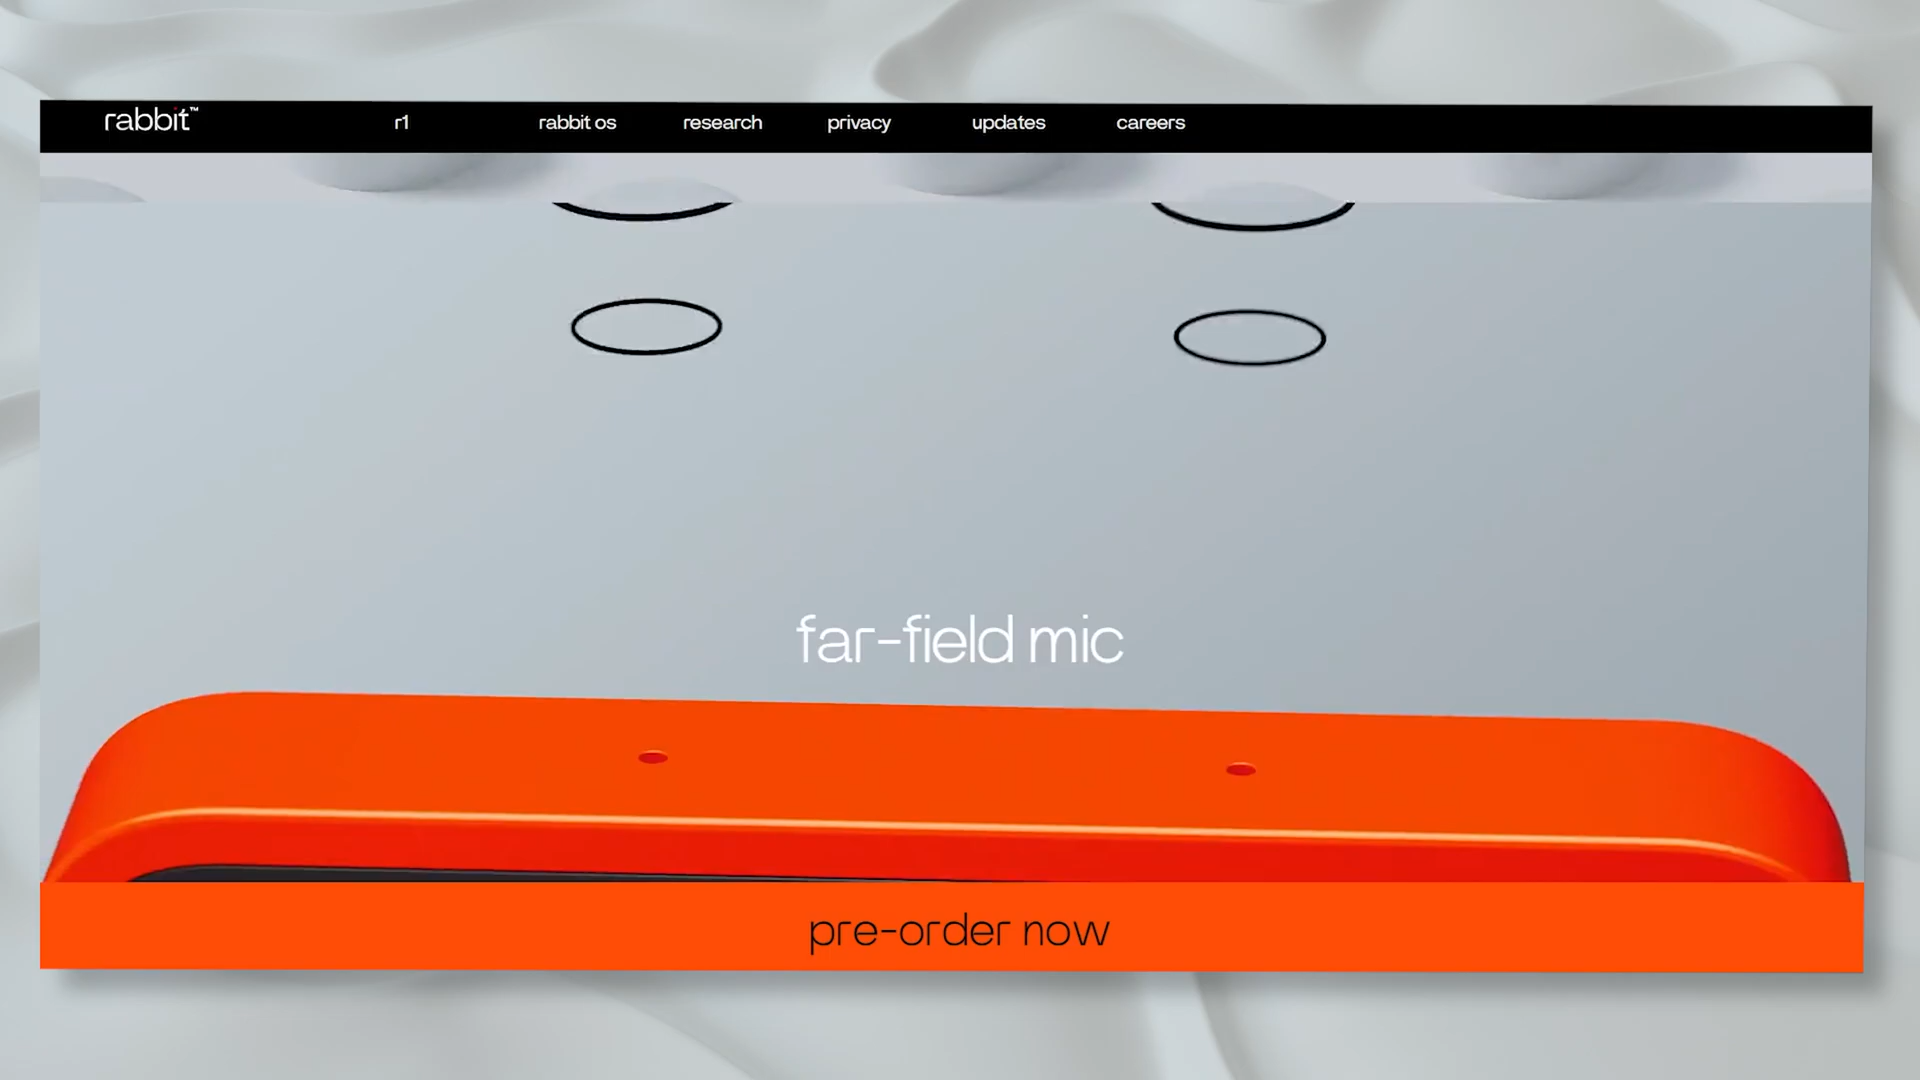 rabbit™ r1 rabbit os research privacy updates careers
far-field mic
pre-order now